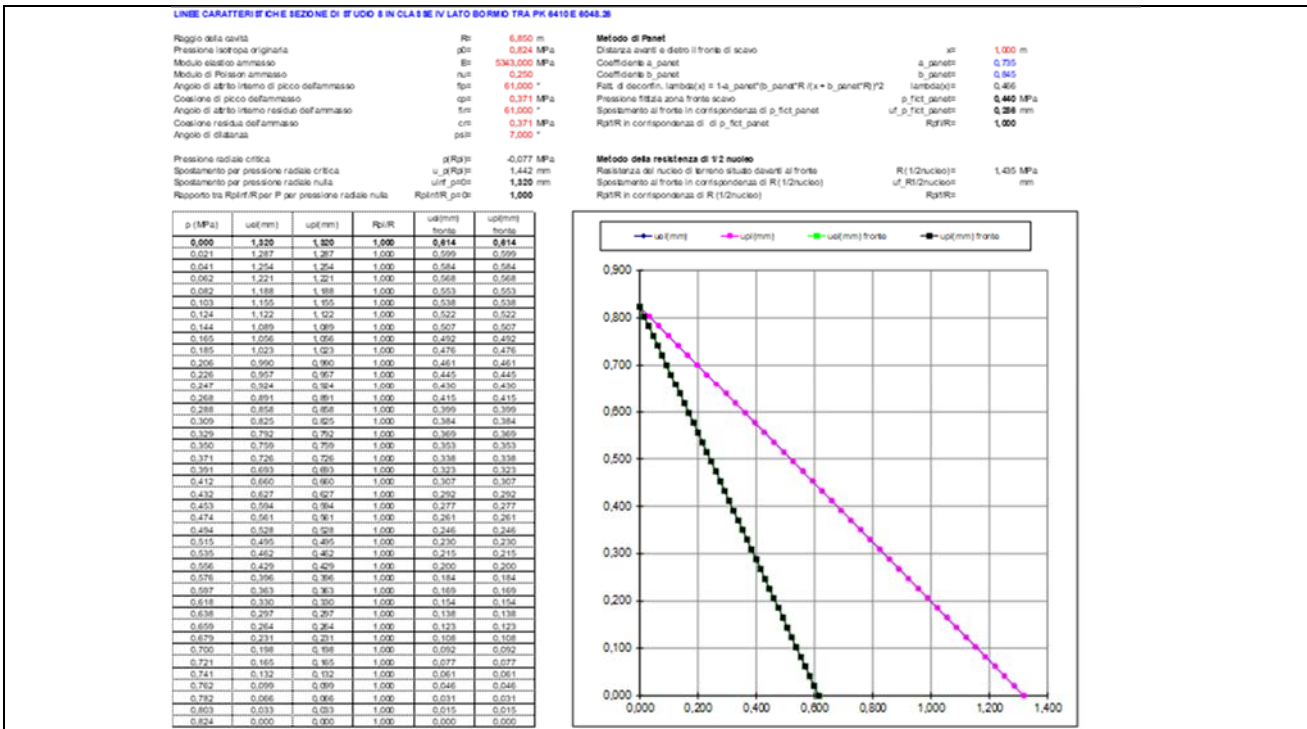 LINEE CARATTERISTICHE SEZIONE DI STUDIO 8 IN CLASSE IV LATO BORMIO TRA PK 6410 E 6048.26
Raggio della cavità R= 6,850 m
Pressione isotropa originaria p0= 0,824 MPa
Modulo elastico ammasso E= 5343,000 MPa
Modulo di Poisson ammasso nu= 0,250
Angolo di attrito interno di picco dell'ammasso fip= 61,000 °
Coesione di picco dell'ammasso cp= 0,371 MPa
Angolo di attrito interno residuo dell'ammasso fir= 61,000 °
Coesione residua dell'ammasso cr= 0,371 MPa
Angolo di dilatanza psi= 7,000 °
Metodo di Panet
Distanza avanti e dietro il fronte di scavo x= 1,000 m
Coefficiente a_panet a_panet= 0,735
Coefficiente b_panet b_panet= 0,845
Fatt. di deconfin. lambda(x) = 1-a_panet*(b_panet*R /(x + b_panet*R))^2 lambda(x)= 0,466
Pressione fittizia zona fronte scavo p_fict_panet= 0,440 MPa
Spostamento al fronte in corrispondenza di p_fict_panet uf_p_fict_panet= 0,286 mm
Rpl/R in corrispondenza di di p_fict_panet Rpl/R= 1,000
Pressione radiale critica p(Rpl)= -0,077 MPa
Spostamento per pressione radiale critica u_p(Rpl)= 1,442 mm
Spostamento per pressione radiale nulla uinf_p=0= 1,320 mm
Rapporto tra Rplinf/R per P per pressione radiale nulla Rplinf/R_p=0= 1,000
Metodo della resistenza di 1/2 nucleo
Resistenza del nucleo di terreno situato davanti al fronte R(1/2nucleo)= 1,435 MPa
Spostamento al fronte in corrispondenza di R(1/2nucleo) uf_R1/2nucleo= mm
Rpl/R in corrispondenza di R (1/2nucleo) Rpl/R=
p (MPa) uel(mm) upl(mm) Rpl/R uel(mm) fronte upl(mm) fronte
0,000 1,320 1,320 1,000 0,614 0,614
0,021 1,287 1,287 1,000 0,599 0,599
0,041 1,254 1,254 1,000 0,584 0,584
0,062 1,221 1,221 1,000 0,568 0,568
0,082 1,188 1,188 1,000 0,553 0,553
0,103 1,155 1,155 1,000 0,538 0,538
0,124 1,122 1,122 1,000 0,522 0,522
0,144 1,089 1,089 1,000 0,507 0,507
0,165 1,056 1,056 1,000 0,492 0,492
0,185 1,023 1,023 1,000 0,476 0,476
0,206 0,990 0,990 1,000 0,461 0,461
0,226 0,957 0,957 1,000 0,445 0,445
0,247 0,924 0,924 1,000 0,430 0,430
0,268 0,891 0,891 1,000 0,415 0,415
0,288 0,858 0,858 1,000 0,399 0,399
0,309 0,825 0,825 1,000 0,384 0,384
0,329 0,792 0,792 1,000 0,369 0,369
0,350 0,759 0,759 1,000 0,353 0,353
0,371 0,726 0,726 1,000 0,338 0,338
0,391 0,693 0,693 1,000 0,323 0,323
0,412 0,660 0,660 1,000 0,307 0,307
0,432 0,627 0,627 1,000 0,292 0,292
0,453 0,594 0,594 1,000 0,277 0,277
0,474 0,561 0,561 1,000 0,261 0,261
0,494 0,528 0,528 1,000 0,246 0,246
0,515 0,495 0,495 1,000 0,230 0,230
0,535 0,462 0,462 1,000 0,215 0,215
0,556 0,429 0,429 1,000 0,200 0,200
0,576 0,396 0,396 1,000 0,184 0,184
0,597 0,363 0,363 1,000 0,169 0,169
0,618 0,330 0,330 1,000 0,154 0,154
0,638 0,297 0,297 1,000 0,138 0,138
0,659 0,264 0,264 1,000 0,123 0,123
0,679 0,231 0,231 1,000 0,108 0,108
0,700 0,198 0,198 1,000 0,092 0,092
0,721 0,165 0,165 1,000 0,077 0,077
0,741 0,132 0,132 1,000 0,061 0,061
0,762 0,099 0,099 1,000 0,046 0,046
0,782 0,066 0,066 1,000 0,031 0,031
0,803 0,033 0,033 1,000 0,015 0,015
0,824 0,000 0,000 1,000 0,000 0,000
uel(mm) upl(mm) uel(mm) fronte upl(mm) fronte
0,900
0,800
0,700
0,600
0,500
0,400
0,300
0,200
0,100
0,000
0,000 0,200 0,400 0,600 0,800 1,000 1,200 1,400